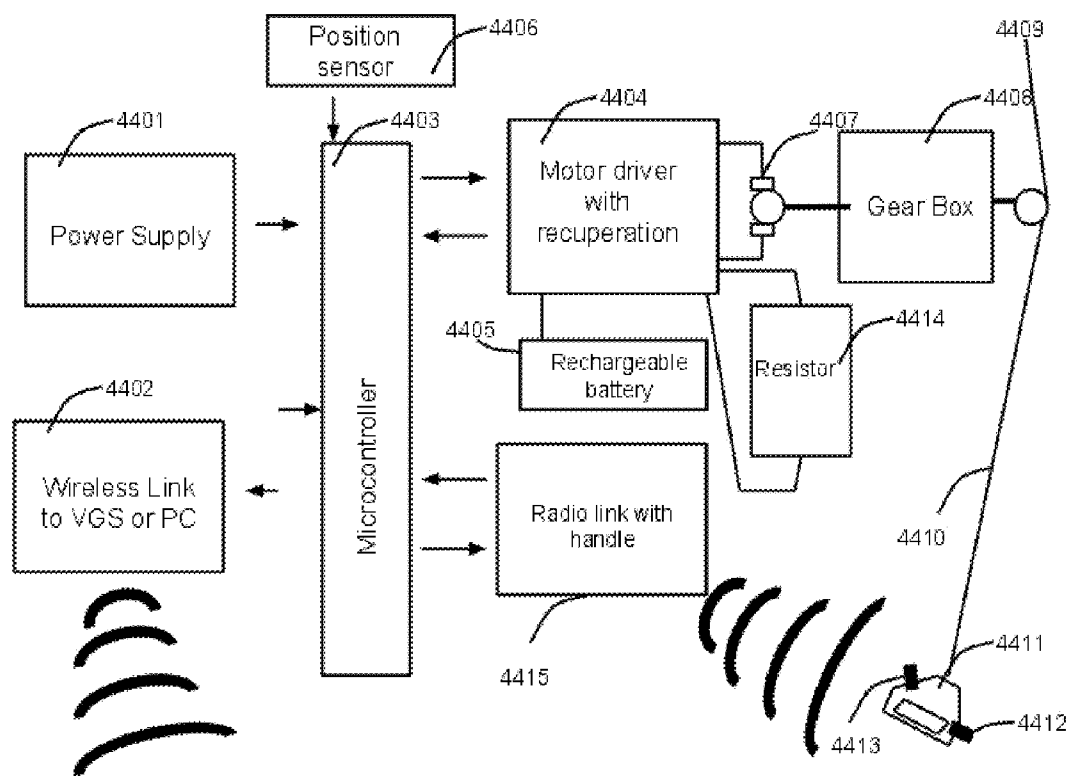 Position
sensor
4406
4409
4401
4403
4404
4407
4408
Power Supply
Motor driver
with
recuperation
Gear Box
4405
Rechargeable
battery
4414
Resistor
4402
Wireless Link
to VGS or PC
Microcontroller
Radio link with
handle
4410
4415
4411
4413
4412